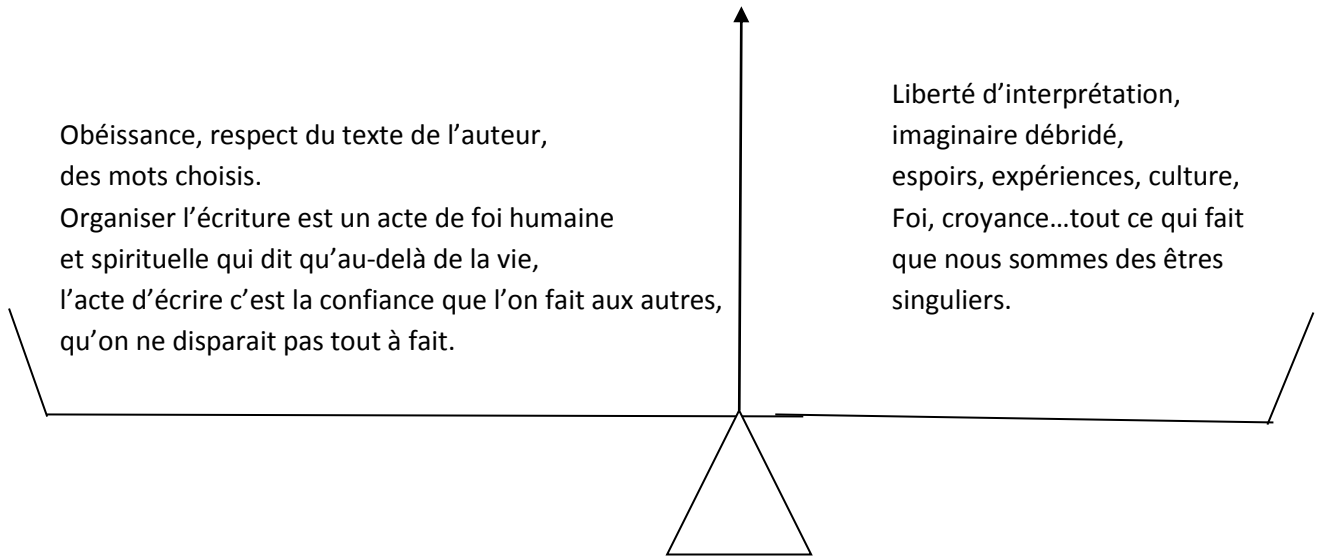 Obéissance, respect du texte de l’auteur,
des mots choisis.
Organiser l’écriture est un acte de foi humaine
et spirituelle qui dit qu’au-delà de la vie,
l’acte d’écrire c’est la confiance que l’on fait aux autres,
qu’on ne disparait pas tout à fait.
Liberté d’interprétation,
imaginaire débridé,
espoirs, expériences, culture,
Foi, croyance…tout ce qui fait
que nous sommes des êtres
singuliers.